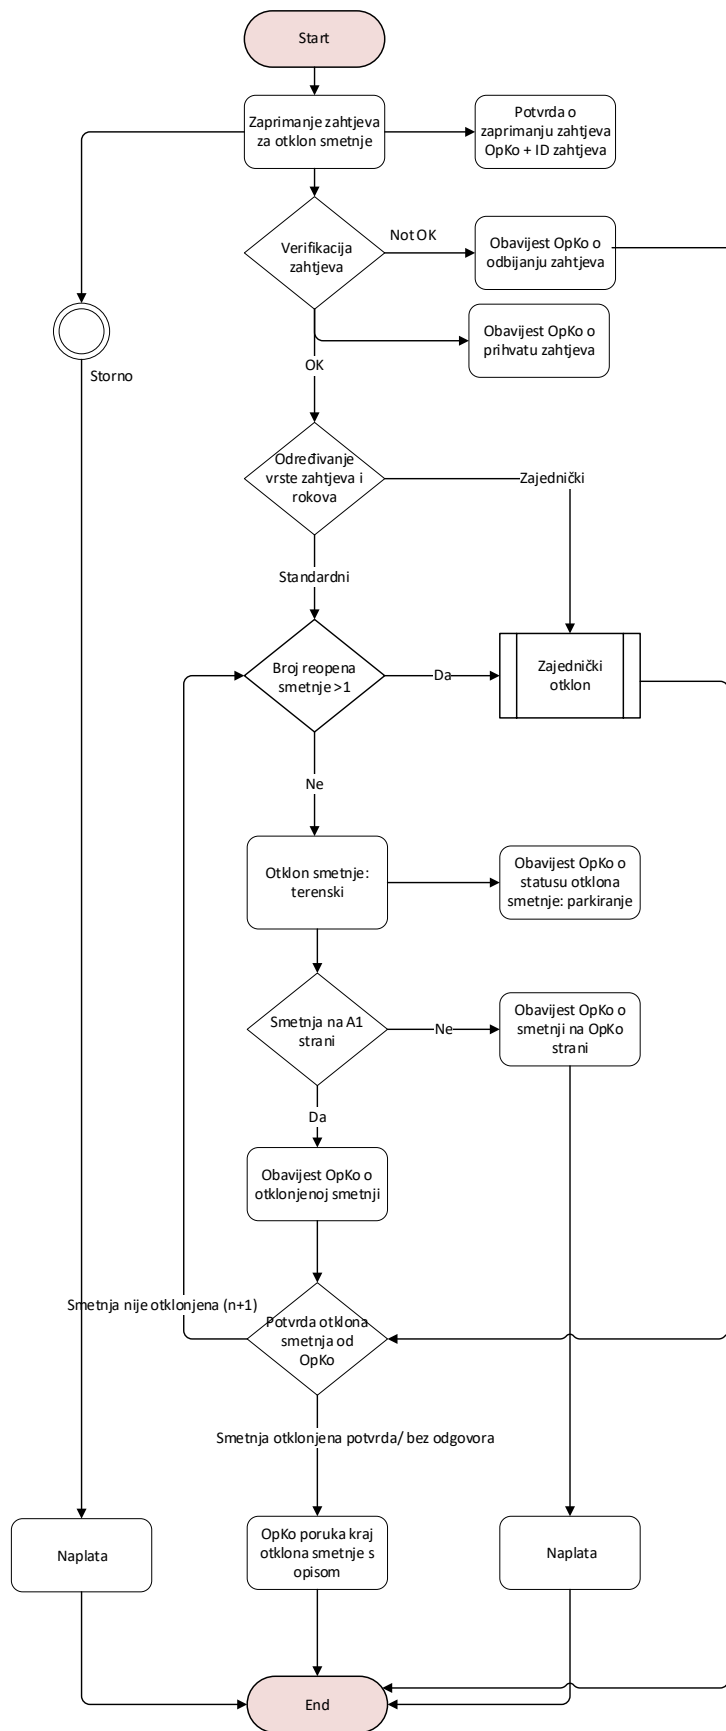 Start
Zaprimanje zahtjeva
za otklon smetnje
Potvrda o
zaprimanju zahtjeva
OpKo + ID zahtjeva
Verifikacija
zahtjeva
Not OK
Obavijest OpKo o
odbijanju zahtjeva
Obavijest OpKo o
prihvatu zahtjeva
Storno
OK
Određivanje
vrste zahtjeva i
rokova
Zajednički
Standardni
Broj reopena
smetnje >1
Da
Zajednički
otklon
Ne
Otklon smetnje:
terenski
Obavijest OpKo o
statusu otklona
smetnje: parkiranje
Smetnja na A1
strani
Ne
Obavijest OpKo o
smetnji na OpKo
strani
Da
Obavijest OpKo o
otklonjenoj smetnji
Smetnja nije otklonjena (n+1)
Potvrda otklona
smetnja od
OpKo
Smetnja otklonjena potvrda/ bez odgovora
Naplata
OpKo poruka kraj
otklona smetnje s
opisom
Naplata
End